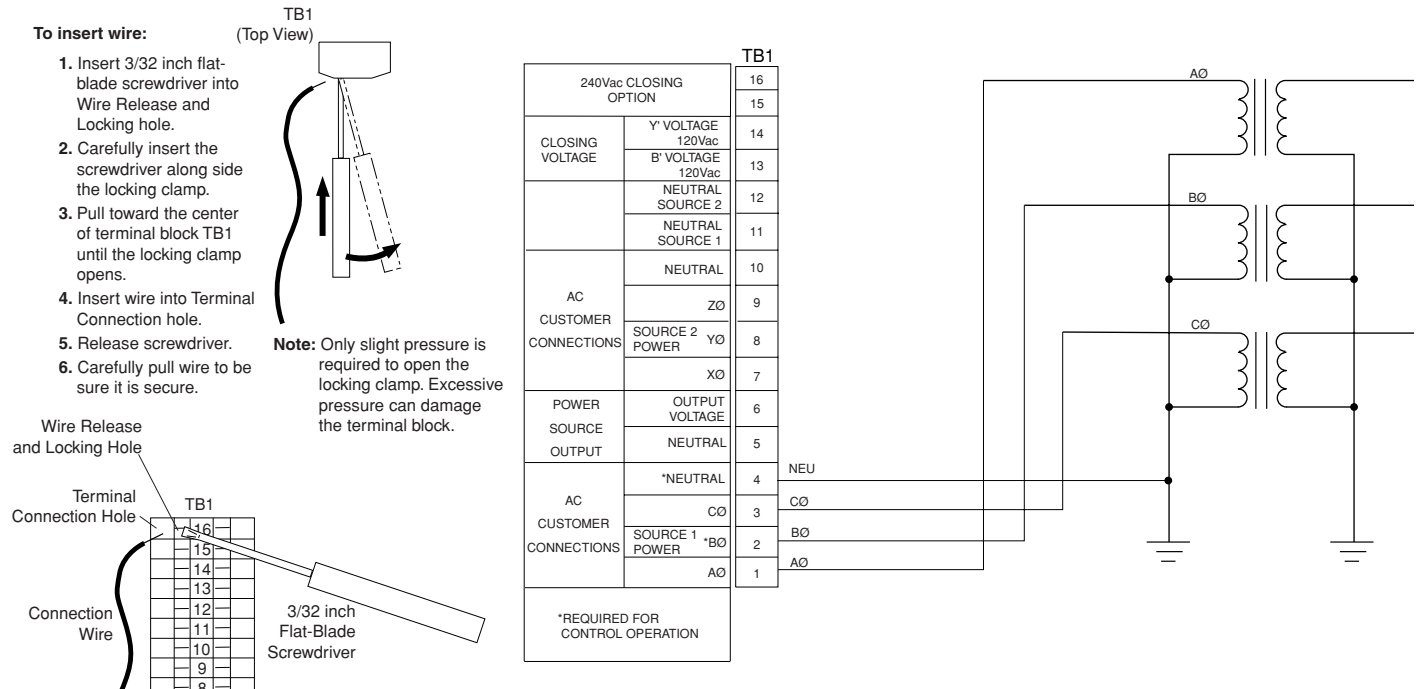 To insert wire:
1. Insert 3/32 inch flat-
blade screwdriver into
Wire Release and
Locking hole.
2. Carefully insert the
screwdriver along side
the locking clamp.
3. Pull toward the center
of terminal block TB1
until the locking clamp
opens.
4. Insert wire into Terminal
Connection hole.
5. Release screwdriver.
6. Carefully pull wire to be
sure it is secure.
TB1
(Top View)
Note: Only slight pressure is
required to open the
locking clamp. Excessive
pressure can damage
the terminal block.
Wire Release
and Locking Hole
Terminal
Connection Hole
TB1
16
15
14
13
12
11
10
9
8
Connection
Wire
3/32 inch
Flat-Blade
Screwdriver
TB1
240Vac CLOSING
OPTION
16
15
CLOSING
VOLTAGE
Y' VOLTAGE
120Vac
14
B' VOLTAGE
120Vac
13
NEUTRAL
SOURCE 2
12
NEUTRAL
SOURCE 1
11
AC
CUSTOMER
CONNECTIONS
NEUTRAL
10
ZØ
9
SOURCE 2
POWER
YØ
8
XØ
7
POWER
SOURCE
OUTPUT
OUTPUT
VOLTAGE
6
NEUTRAL
5
AC
CUSTOMER
CONNECTIONS
*NEUTRAL
4
CØ
3
SOURCE 1
POWER
*BØ
2
AØ
1
*REQUIRED FOR
CONTROL OPERATION
NEU
CØ
BØ
AØ
AØ
BØ
CØ